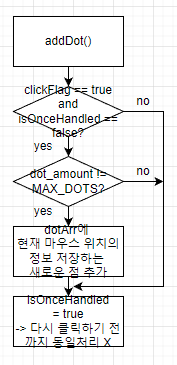 addDot()
clickFlag == true
and
isOnceHandled ==
false?
no
yes
dot_amount !=
MAX_DOTS?
no
yes
dotArr에
현재 마우스 위치의
정보 저장하는
새로운 점 추가
isOnceHandled
= true
-> 다시 클릭하기 전
까지 동일처리 X